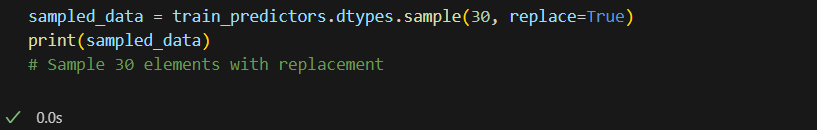 sampled_data = train_predictors.dtypes.sample(30, replace=True)
print(sampled_data)
# Sample 30 elements with replacement
0.0s